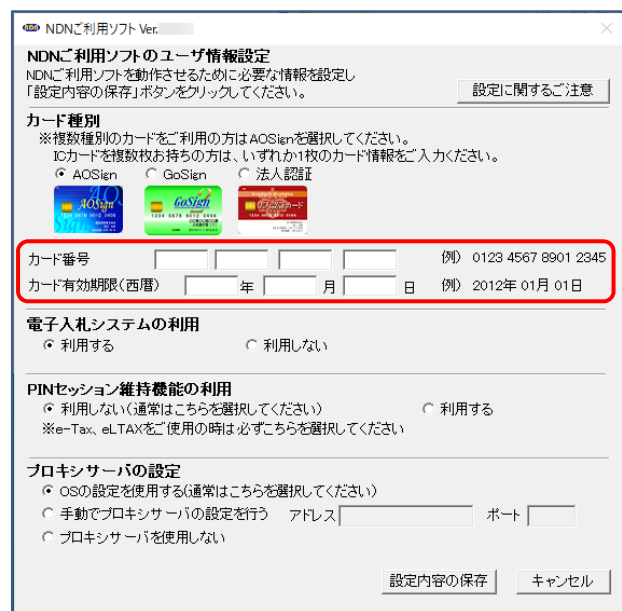 NDNご利用ソフト Ver.
NDNご利用ソフトのユーザ情報設定
NDNご利用ソフトを動作させるために必要な情報を設定し
「設定内容の保存」ボタンをクリックしてください。
設定に関するご注意
カード種別
※複数種別のカードをご利用の方はAOSignを選択してください。
ICカードを複数枚お持ちの方は、いずれか1枚のカード情報をご入力ください。
AOSign GoSign 法人認証
AOSign GoSign
カード番号 例) 0123 4567 8901 2345
カード有効期限(西暦) 年 月 日 例) 2012年 01月 01日
電子入札システムの利用
利用する 利用しない
PINセッション維持機能の利用
利用しない(通常はこちらを選択してください) 利用する
※e-Tax、eLTAXをご使用の時は必ずこちらを選択してください
プロキシサーバの設定
OSの設定を使用する(通常はこちらを選択してください)
手動でプロキシサーバの設定を行う アドレス ポート
プロキシサーバを使用しない
設定内容の保存 キャンセル